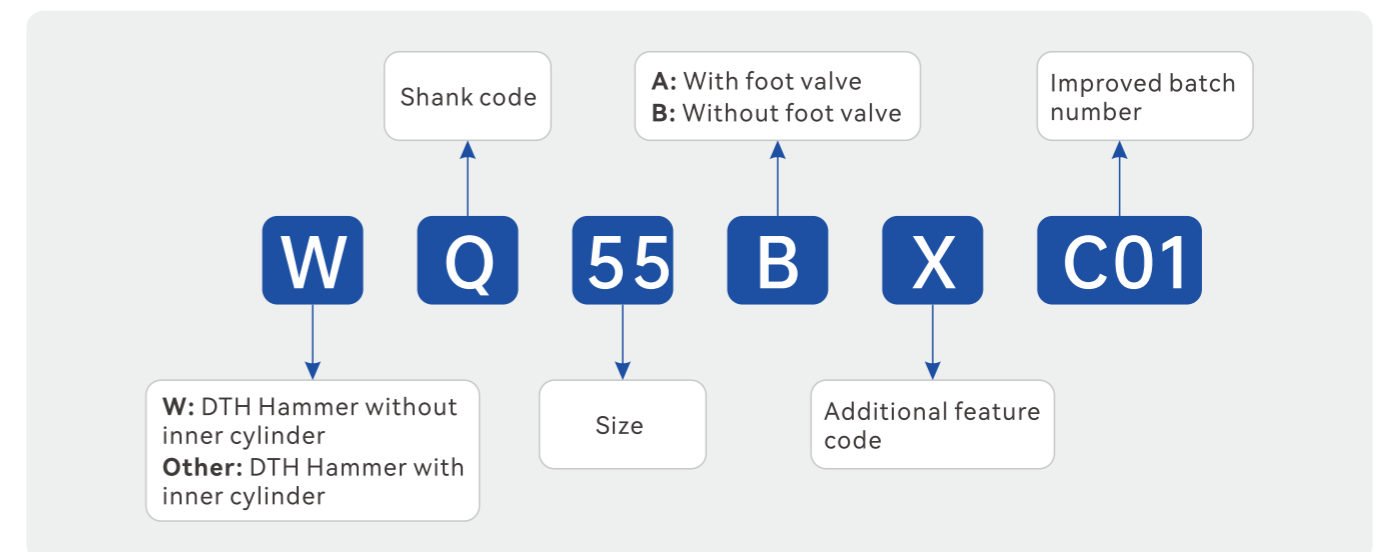 Shank code
A: With foot valve
B: Without foot valve
Improved batch
number
W Q 55 B X C01
W: DTH Hammer without
inner cylinder
Other: DTH Hammer with
inner cylinder
Size
Additional feature
code